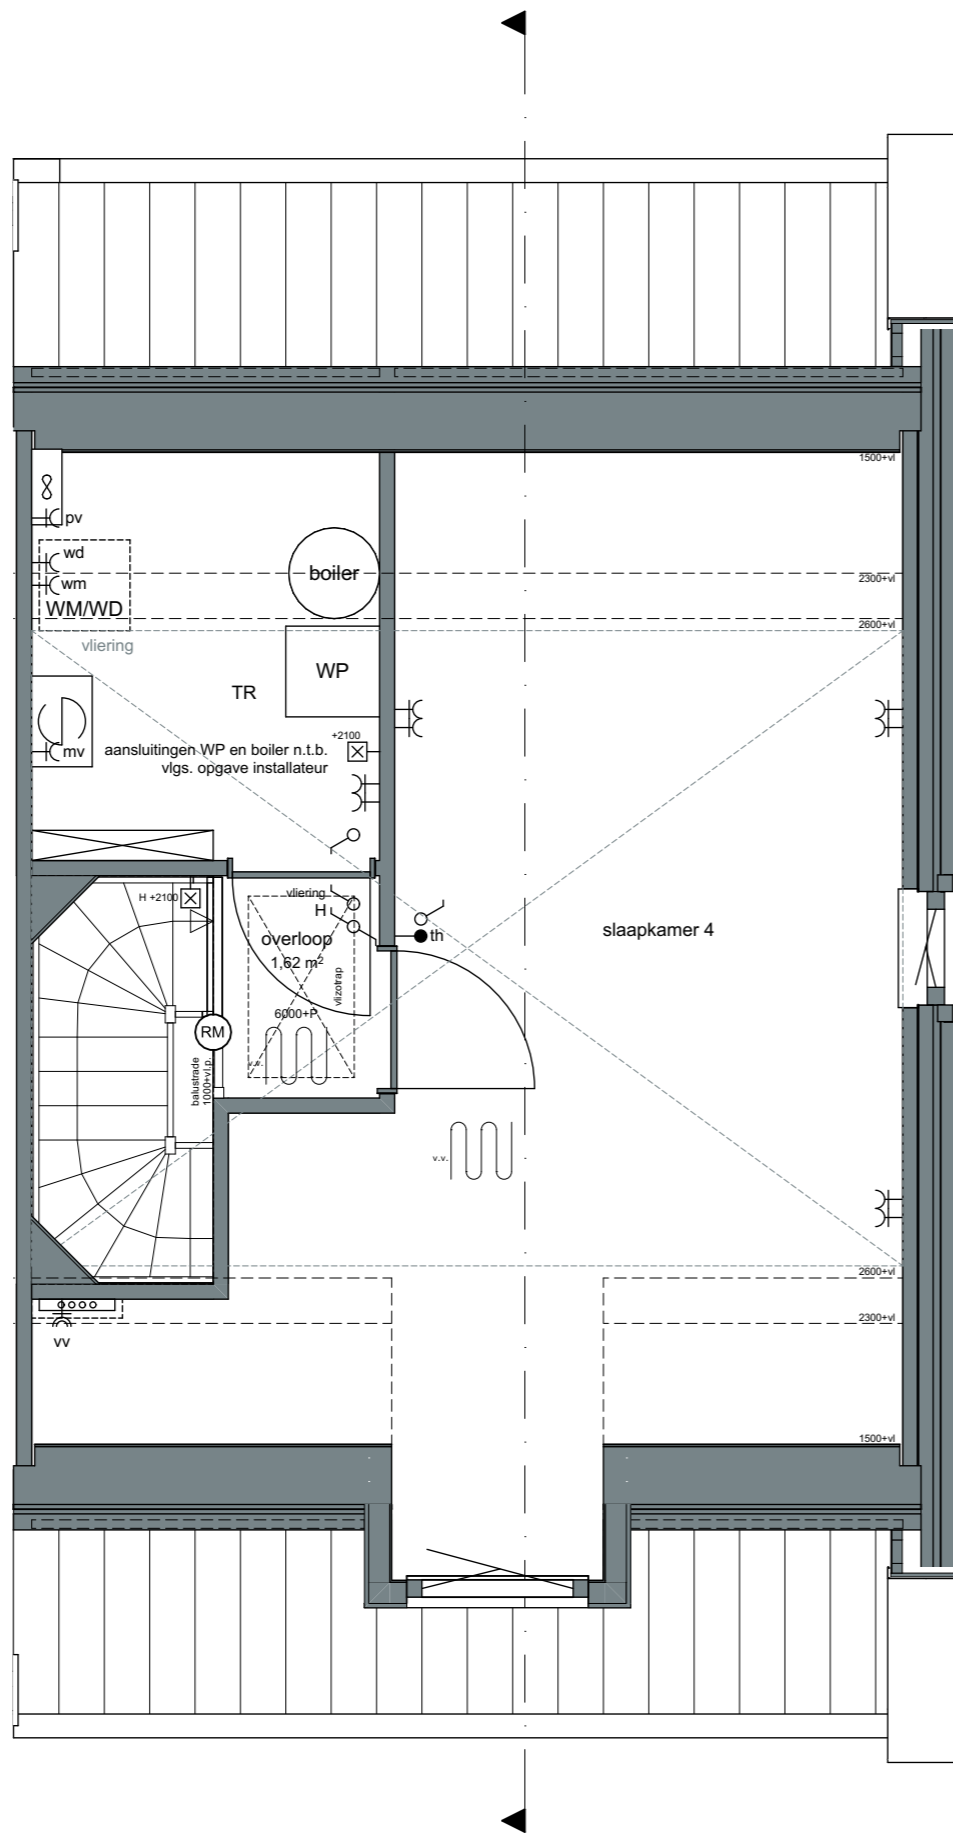 1500+vl
pv
wd
wm
WM/WD
boiler
2300+vl
2600+vl
vliering
WP
TR
mv
+2100
aansluitingen WP en boiler n.t.b.
vlgs. opgave installateur
H +2100
vliering
H
th
overloop
1,62 m²
vlizotrap
6000+P
slaapkamer 4
RM
balustrade
1000+vl.p.
v.v.
v.v.
2600+vl
2300+vl
vv
1500+vl